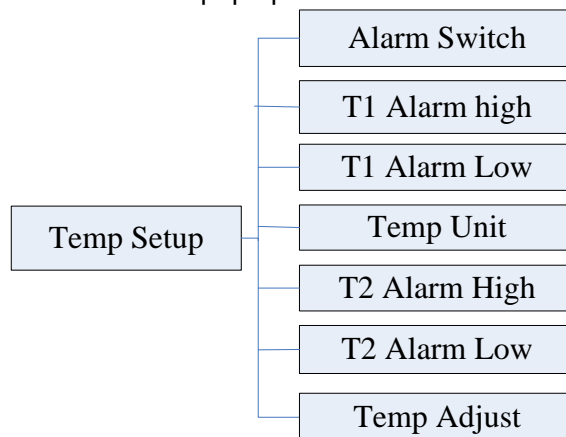 Alarm Switch
T1 Alarm high
T1 Alarm Low
Temp Setup
Temp Unit
T2 Alarm High
T2 Alarm Low
Temp Adjust